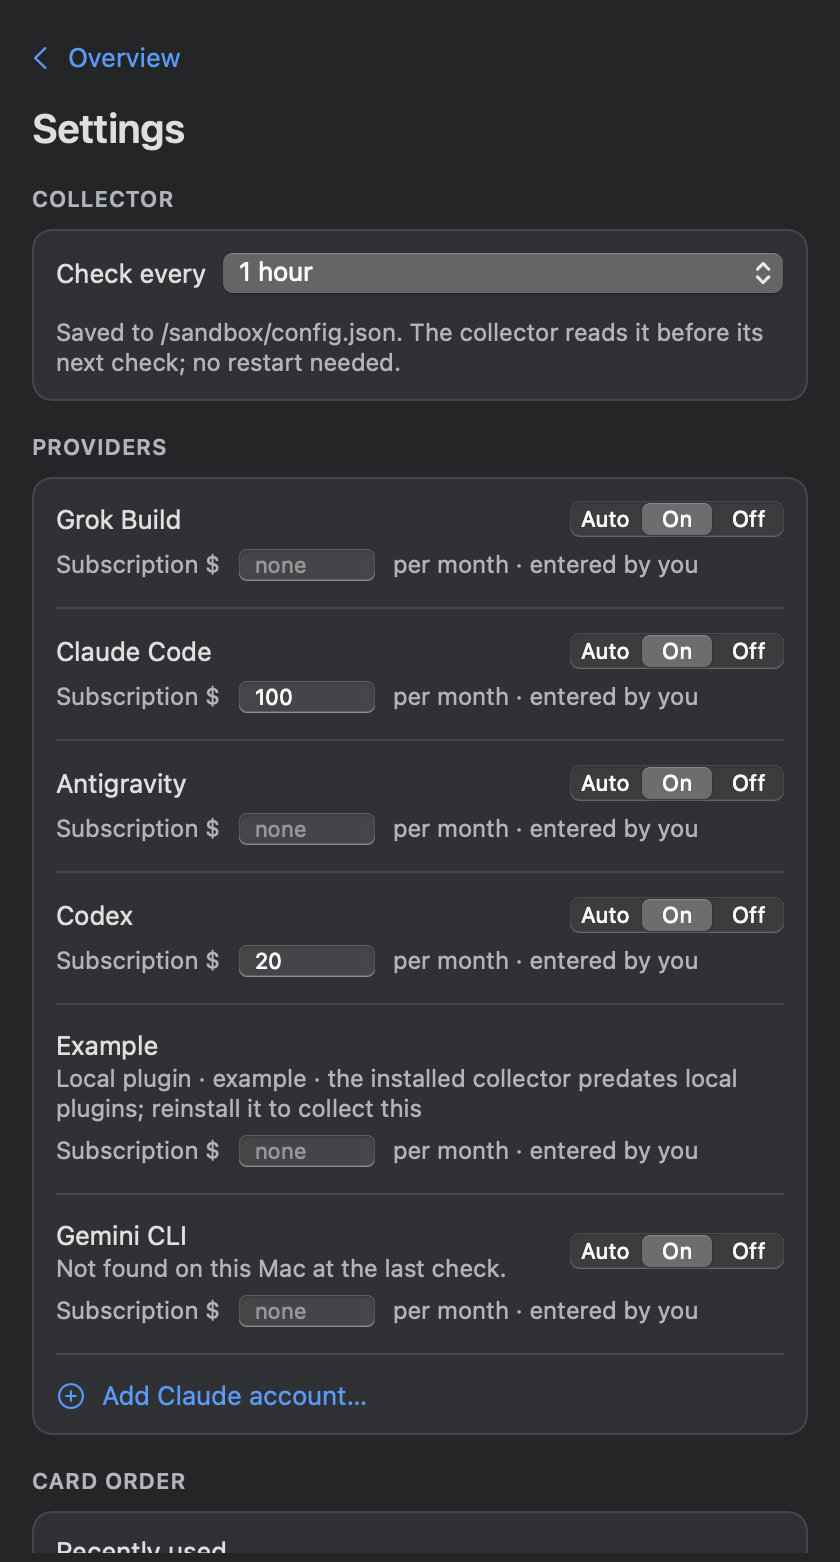 Overview
Settings
COLLECTOR
Check every 1 hour
Saved to /sandbox/config.json. The collector reads it before its
next check; no restart needed.
PROVIDERS
Grok Build Auto On Off
Subscription $ none per month · entered by you
Claude Code Auto On Off
Subscription $ 100 per month · entered by you
Antigravity Auto On Off
Subscription $ none per month · entered by you
Codex Auto On Off
Subscription $ 20 per month · entered by you
Example
Local plugin · example · the installed collector predates local
plugins; reinstall it to collect this
Subscription $ none per month · entered by you
Gemini CLI Auto On Off
Not found on this Mac at the last check.
Subscription $ none per month · entered by you
Add Claude account...
CARD ORDER
Recently used